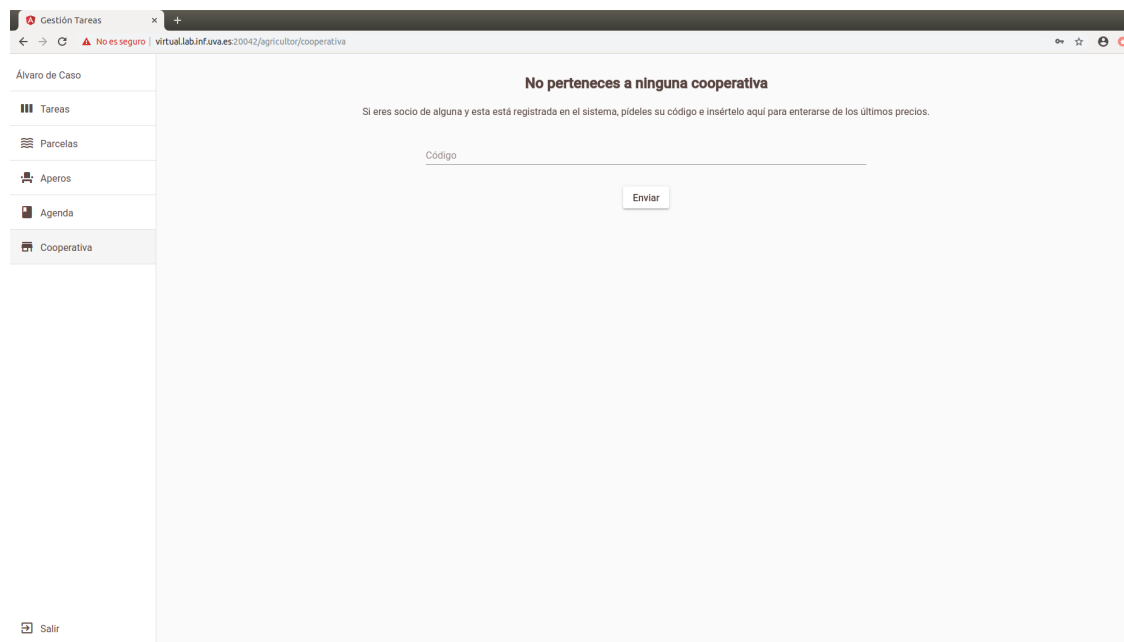 Gestión Tareas
No es seguro | virtual.lab.inf.uva.es:20042/agricultor/cooperativa
Álvaro de Caso
Tareas
Parcelas
Aperos
Agenda
Cooperativa
Salir
No perteneces a ninguna cooperativa
Si eres socio de alguna y esta está registrada en el sistema, pídeles su código e insértelo aquí para enterarse de los últimos precios.
Código
Enviar